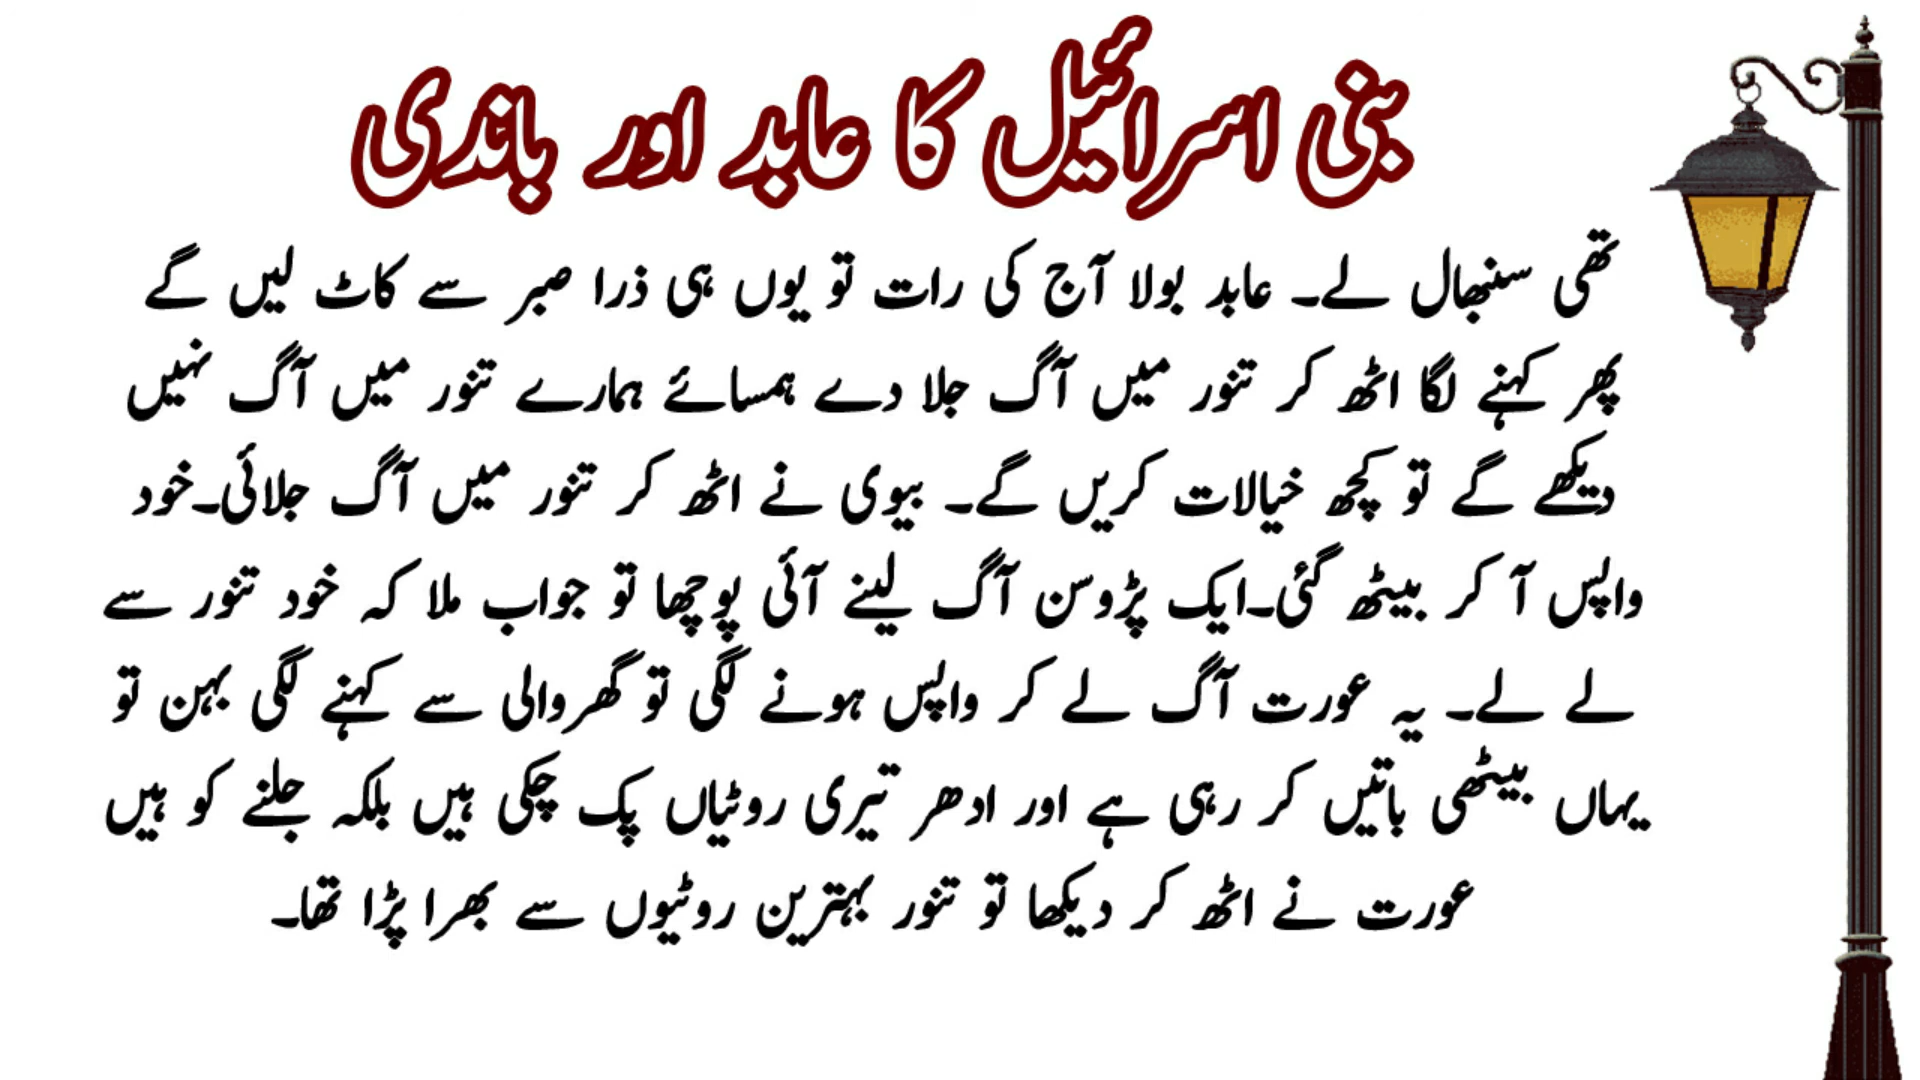 بنی اسرائیل کا عابد اور باندی
تھی سنبھال لے۔ عابد بولا آج کی رات تو یوں ہی ذرا صبر سے کاٹ لیں گے
پھر کہنے لگا اٹھ کر تنور میں آگ جلا دے ہمسائے ہمارے تنور میں آگ نہیں
دیکھے گے تو کچھ خیالات کریں گے۔ بیوی نے اٹھ کر تنور میں آگ جلائی۔خود
واپس آ کر بیٹھ گئی۔ایک پڑوسن آگ لینے آئی پوچھا تو جواب ملا کہ خود تنور سے
لے لے۔ یہ عورت آگ لے کر واپس ہونے لگی تو گھروالی سے کہنے لگی بہن تو
یہاں بیٹھی باتیں کر رہی ہے اور ادھر تیری روٹیاں پک چکی ہیں بلکہ جلنے کو ہیں
عورت نے اٹھ کر دیکھا تو تنور بہترین روٹیوں سے بھرا پڑا تھا۔